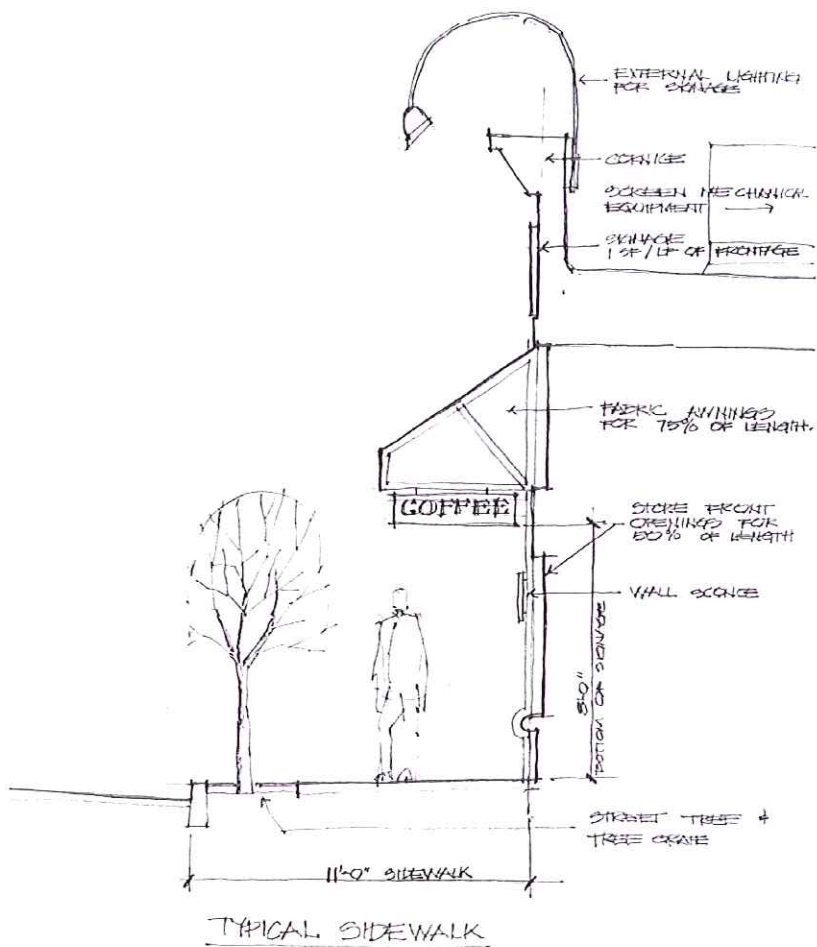 EXTERNAL LIGHTING
FOR SIGNAGE
CORNICE
SCREEN MECHANICAL
EQUIPMENT
SIGNAGE
1 SF/LF OF FRONTAGE
FABRIC AWNINGS
FOR 75% OF LENGTH.
COFFEE
STORE FRONT
OPENINGS FOR
50% OF LENGTH
WALL SCONCE
8'-0"
BOTTOM OF SIGNAGE
STREET TREE &
TREE GRATE
11'-0" SIDEWALK
TYPICAL SIDEWALK